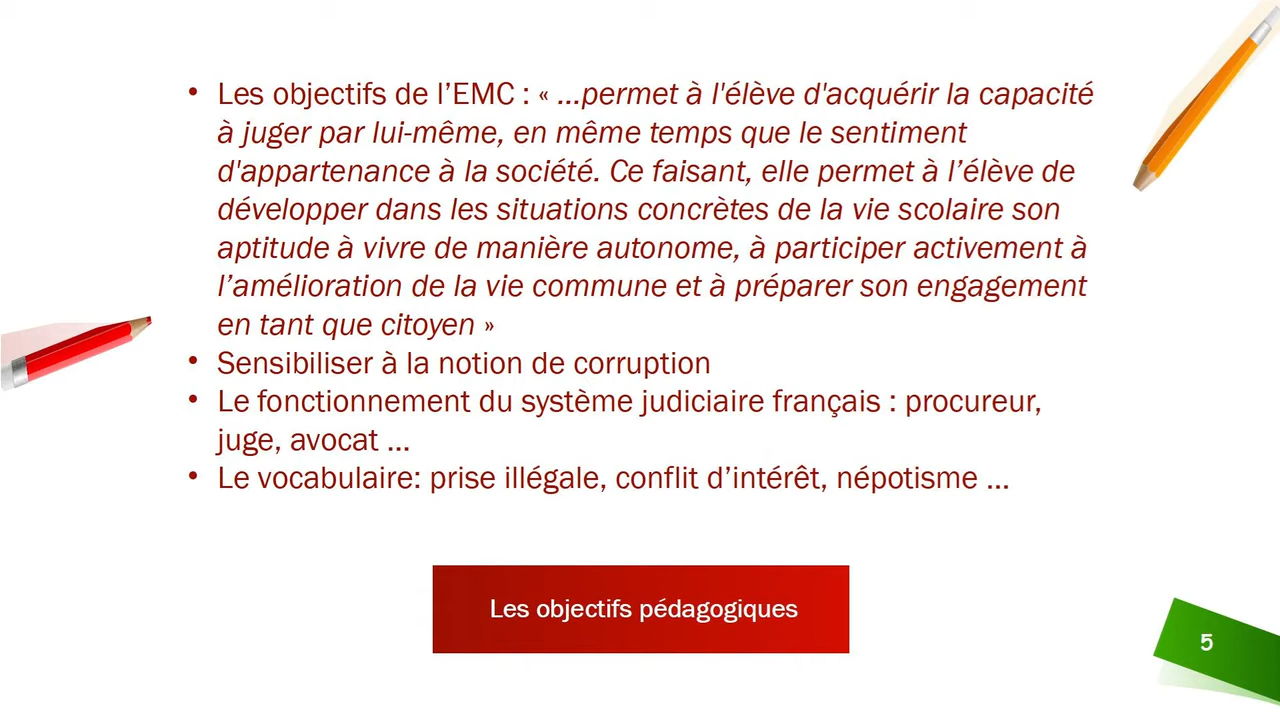 • Les objectifs de l’EMC : « ...permet à l'élève d'acquérir la capacité
à juger par lui-même, en même temps que le sentiment
d'appartenance à la société. Ce faisant, elle permet à l’élève de
développer dans les situations concrètes de la vie scolaire son
aptitude à vivre de manière autonome, à participer activement à
l’amélioration de la vie commune et à préparer son engagement
en tant que citoyen »
• Sensibiliser à la notion de corruption
• Le fonctionnement du système judiciaire français : procureur,
juge, avocat ...
• Le vocabulaire: prise illégale, conflit d’intérêt, népotisme ...
Les objectifs pédagogiques
5